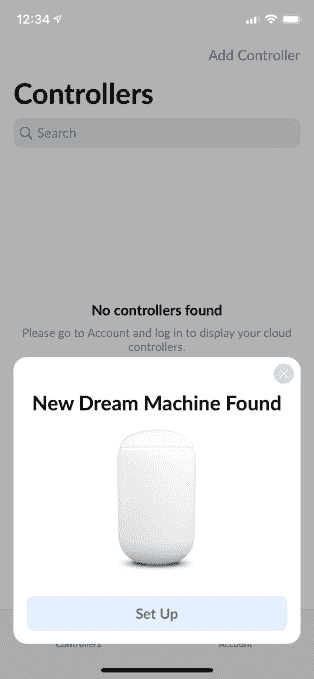 12:34
Add Controller
Controllers
Search
No controllers found
Please go to Account and log in to display your cloud
controllers.
New Dream Machine Found
Set Up
Controllers
Account